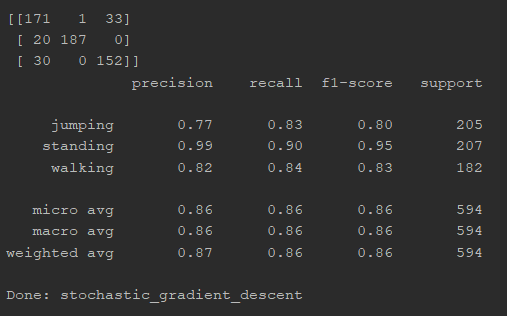 [[171   1  33]
 [ 20 187   0]
 [ 30   0 152]]
              precision    recall  f1-score   support

     jumping       0.77      0.83      0.80       205
    standing       0.99      0.90      0.95       207
     walking       0.82      0.84      0.83       182

   micro avg       0.86      0.86      0.86       594
   macro avg       0.86      0.86      0.86       594
weighted avg       0.87      0.86      0.86       594

Done: stochastic_gradient_descent